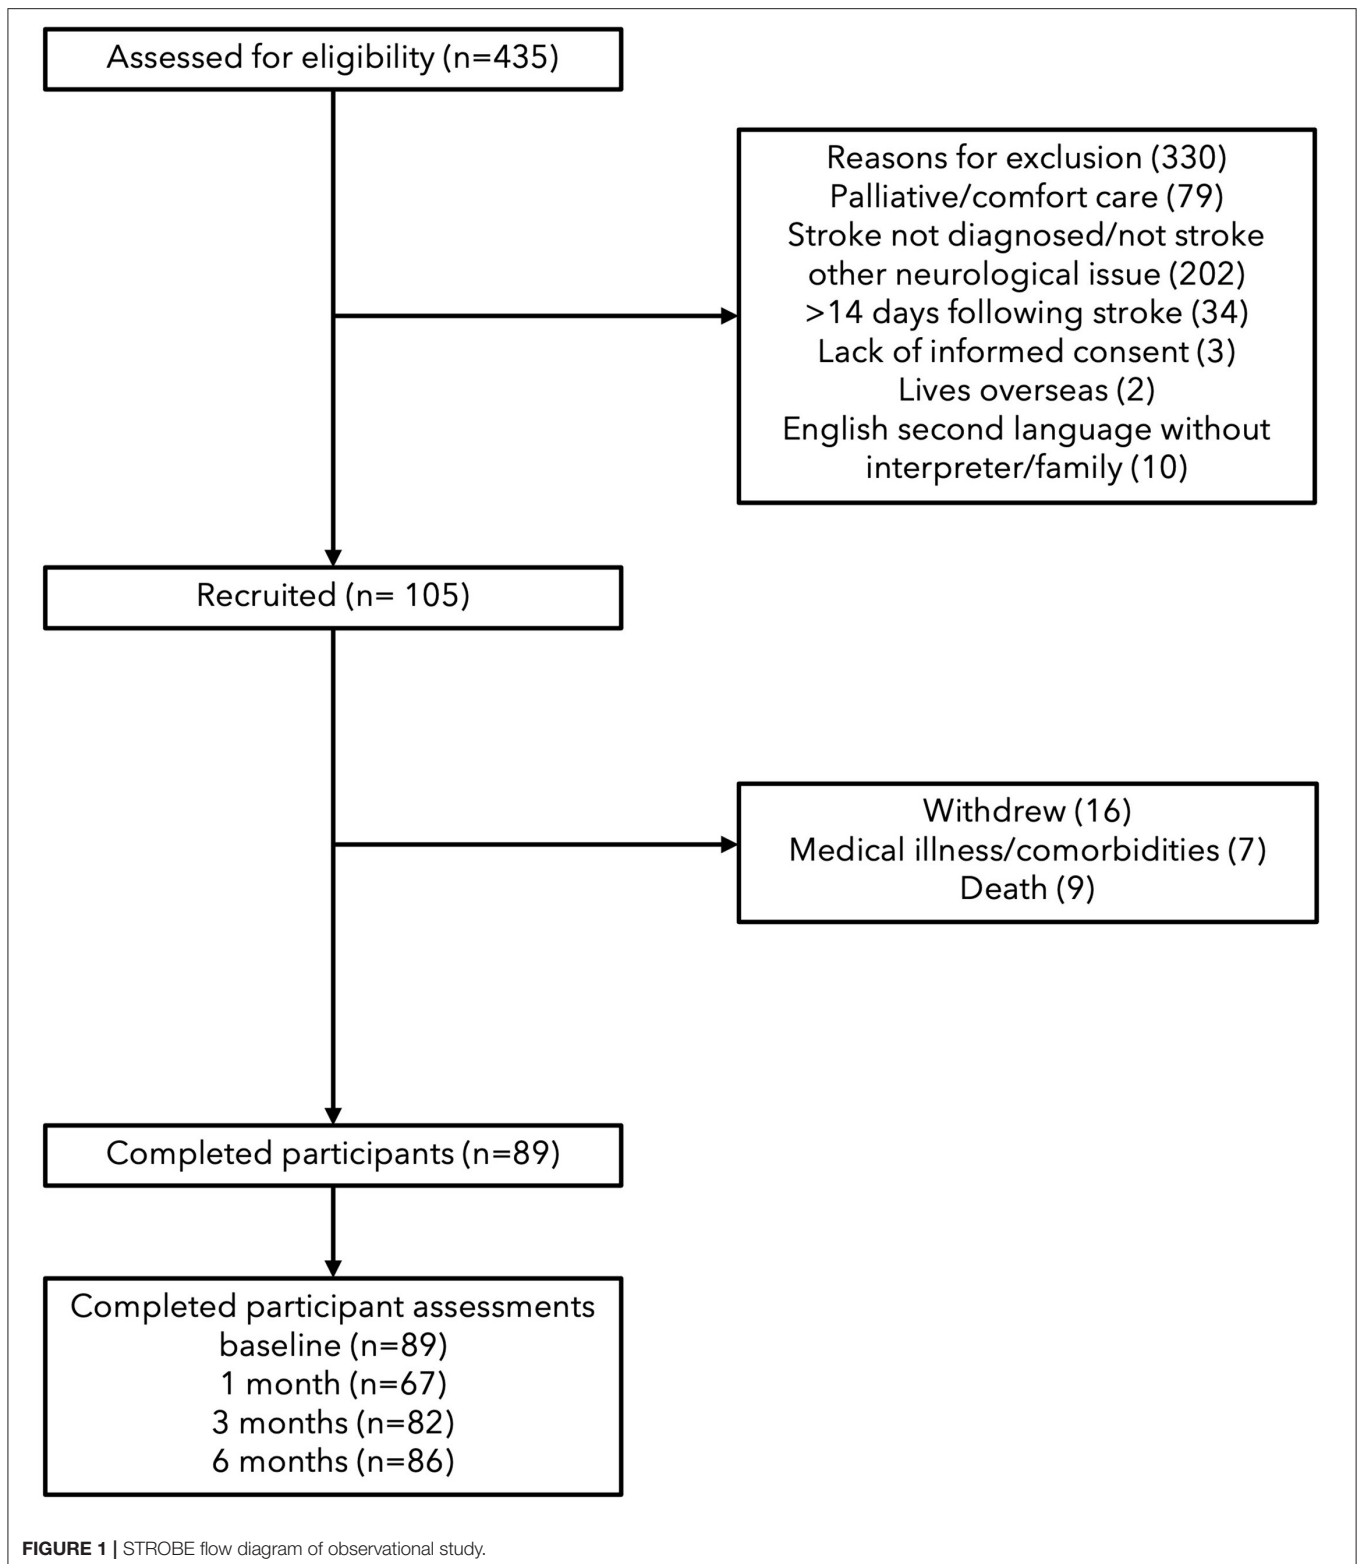 Assessed for eligibility (n=435)
Reasons for exclusion (330)
Palliative/comfort care (79)
Stroke not diagnosed/not stroke
other neurological issue (202)
>14 days following stroke (34)
Lack of informed consent (3)
Lives overseas (2)
English second language without
interpreter/family (10)
Recruited (n= 105)
Withdrew (16)
Medical illness/comorbidities (7)
Death (9)
Completed participants (n=89)
Completed participant assessments
baseline (n=89)
1 month (n=67)
3 months (n=82)
6 months (n=86)
FIGURE 1 | STROBE flow diagram of observational study.